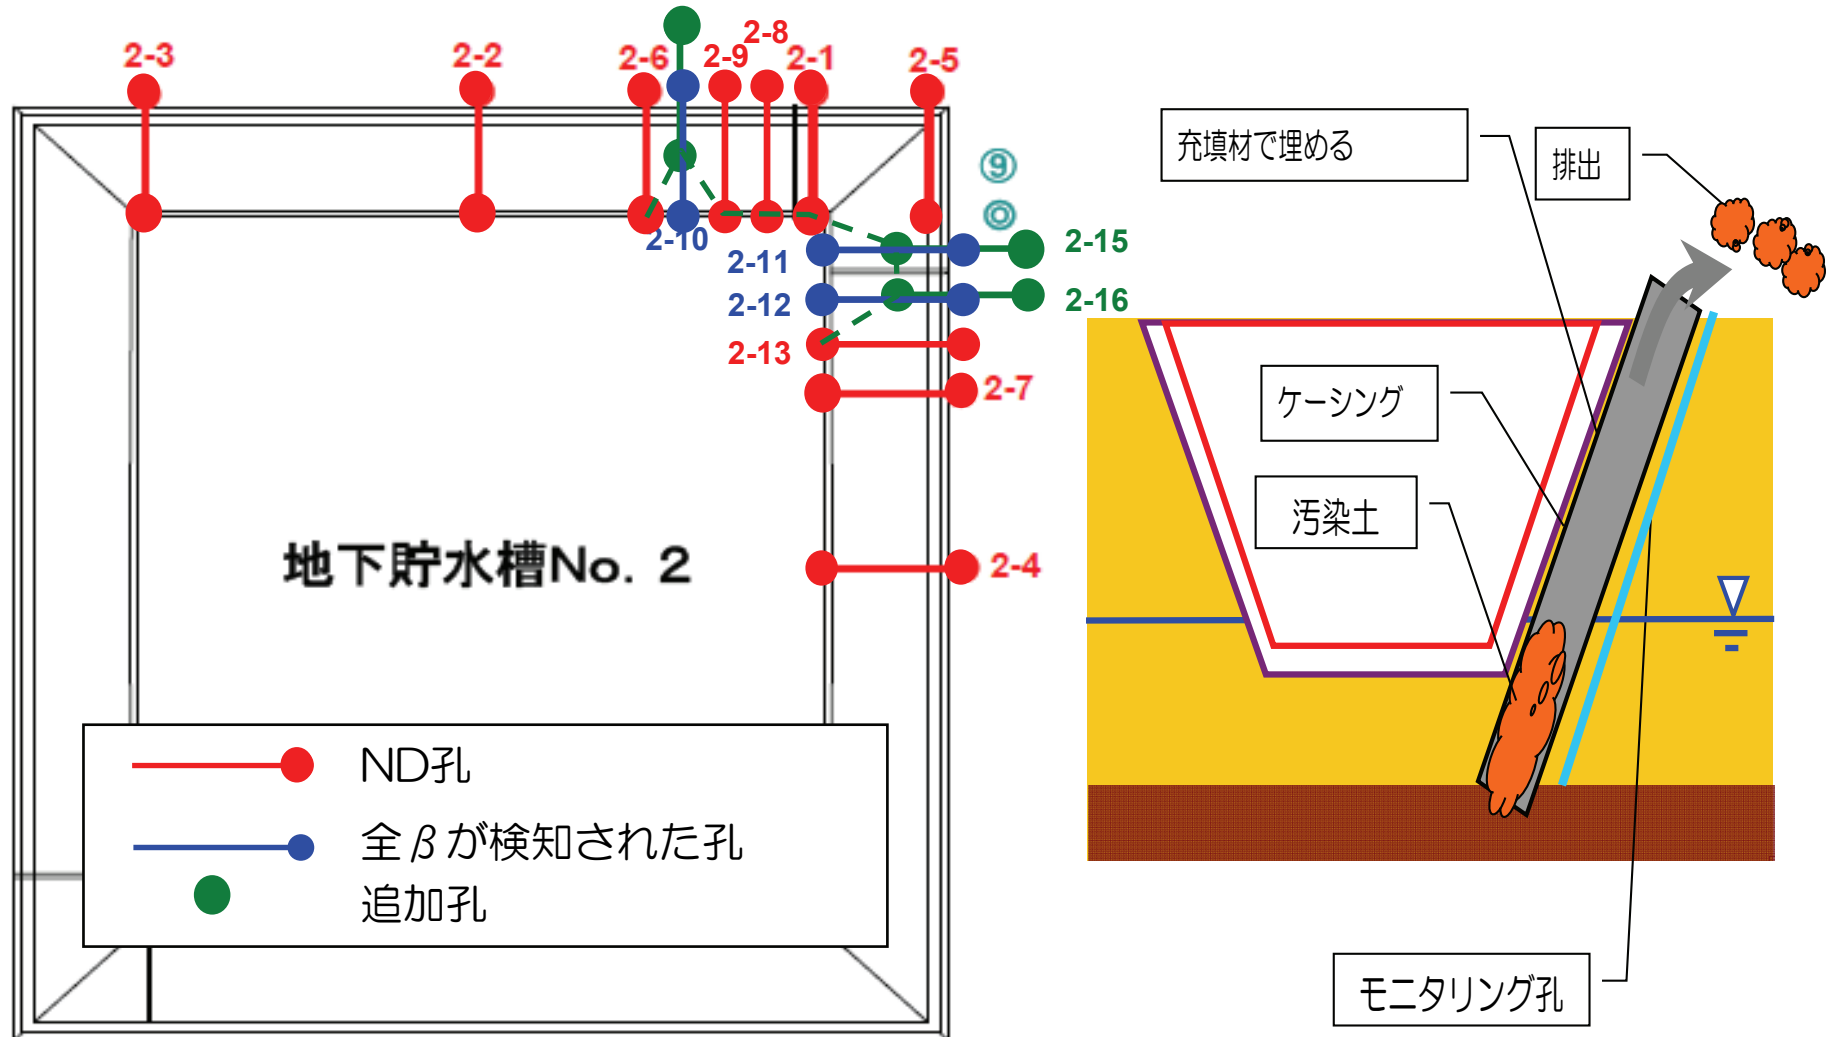 2-8
2-3
2-2
2-6
2-9
2-1
2-5
⑨
◎
2-10
2-11
2-15
2-12
2-16
2-13
2-7
2-4
地下貯水槽No. 2
ND孔
全βが検知された孔
追加孔
充填材で埋める
排出
ケーシング
汚染土
モニタリング孔